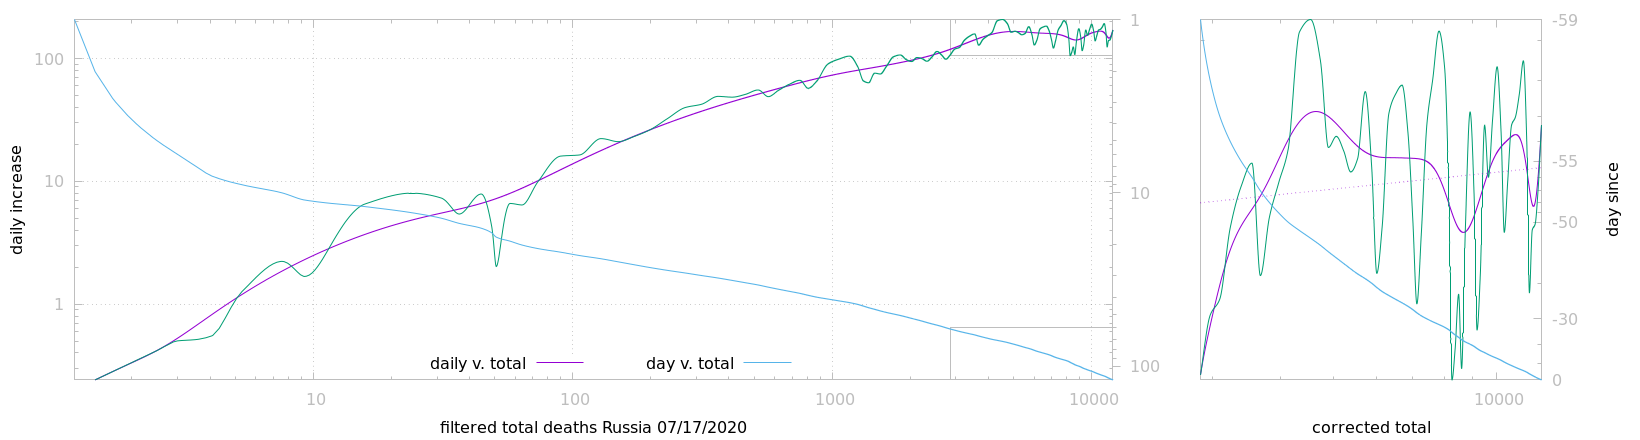 daily increase
100
10
1
10
100
1000
10000
1
10
100
daily v. total
day v. total
filtered total deaths Russia 07/17/2020
-59
-55
-50
-30
0
day since
10000
corrected total